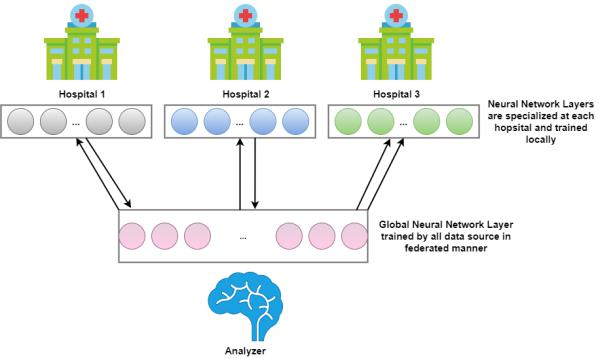 Hospital 1
Hospital 2
Hospital 3
...
...
...
Neural Network Layers
are specialized at each
hopsital and trained
locally
...
Global Neural Network Layer
trained by all data source in
federated manner
Analyzer